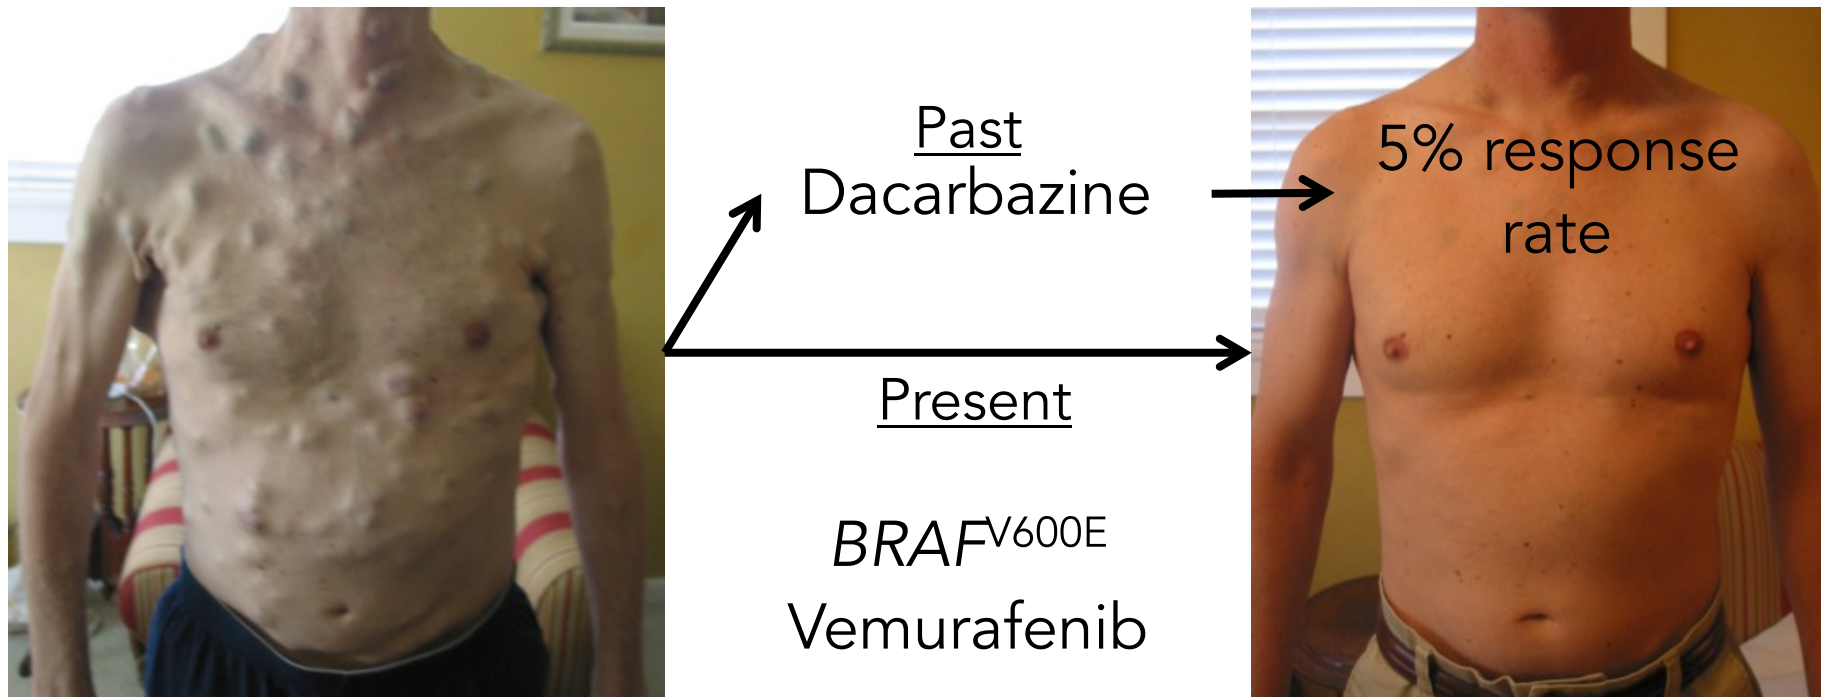 Past
Dacarbazine
5% response
rate
Present
BRAFV600E
Vemurafenib